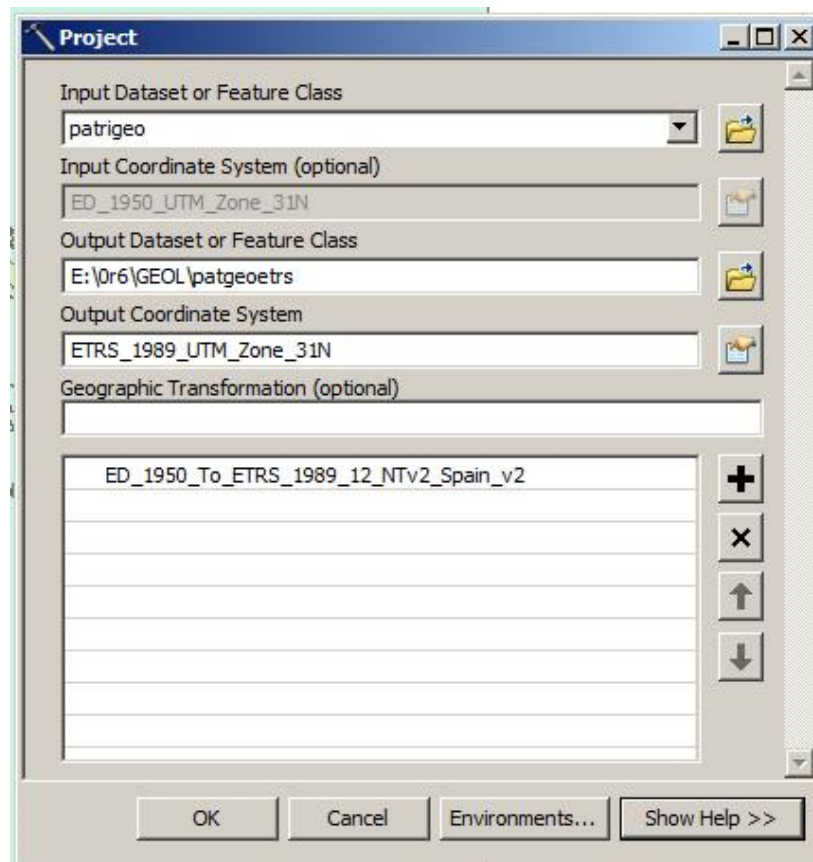 Project
Input Dataset or Feature Class
patrigeo
Input Coordinate System (optional)
ED_1950_UTM_Zone_31N
Output Dataset or Feature Class
E:\0r6\GEOL\patgeoetrs
Output Coordinate System
ETRS_1989_UTM_Zone_31N
Geographic Transformation (optional)
ED_1950_To_ETRS_1989_12_NTv2_Spain_v2
OK Cancel Environments... Show Help >>